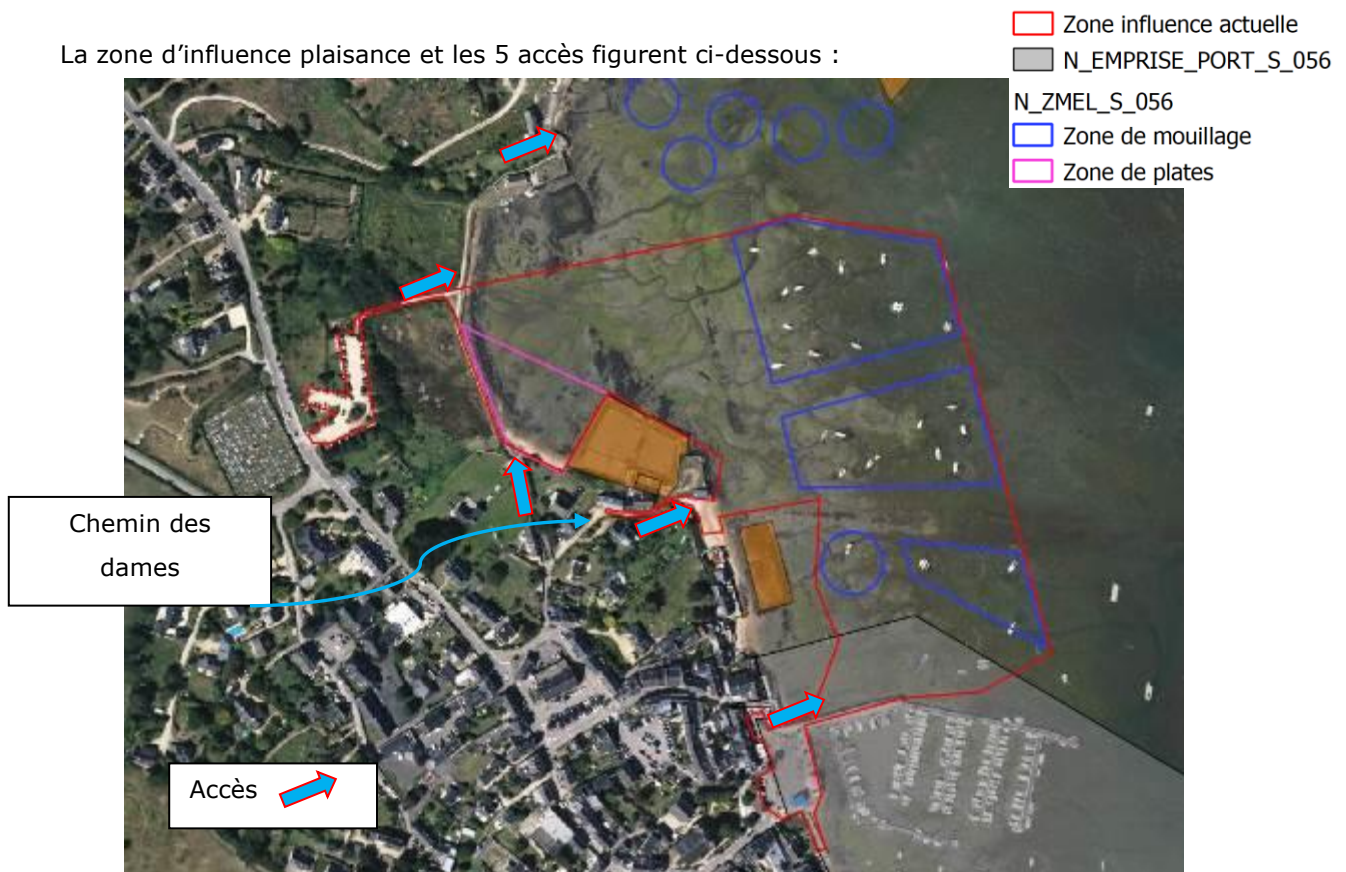 La zone d’influence plaisance et les 5 accès figurent ci-dessous :
Zone influence actuelle
N_EMPRISE_PORT_S_056
N_ZMEL_S_056
Zone de mouillage
Zone de plates
Chemin des
dames
Accès